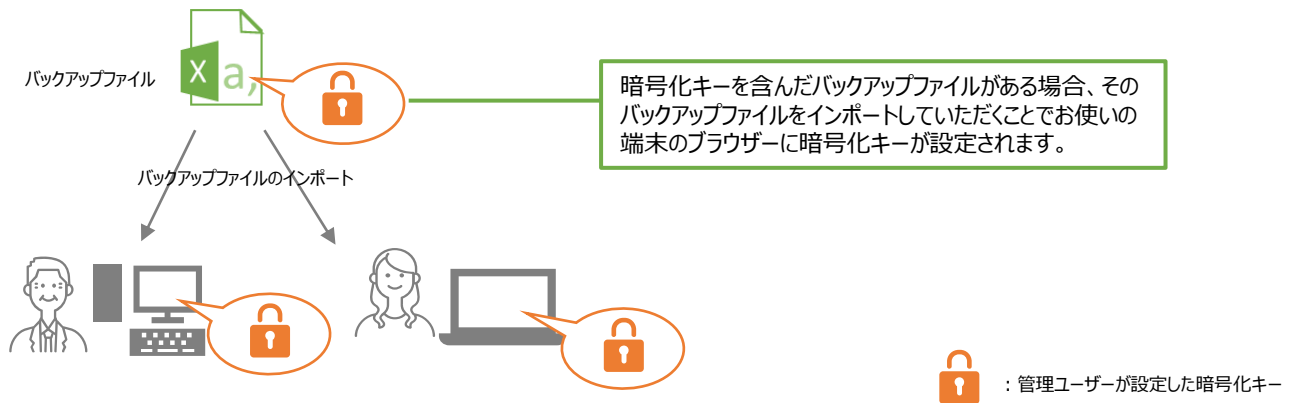 バックアップファイル
X a,
暗号化キーを含んだバックアップファイルがある場合、その
バックアップファイルをインポートしていただくことでお使いの
端末のブラウザーに暗号化キーが設定されます。
バックアップファイルのインポート
：管理ユーザーが設定した暗号化キー